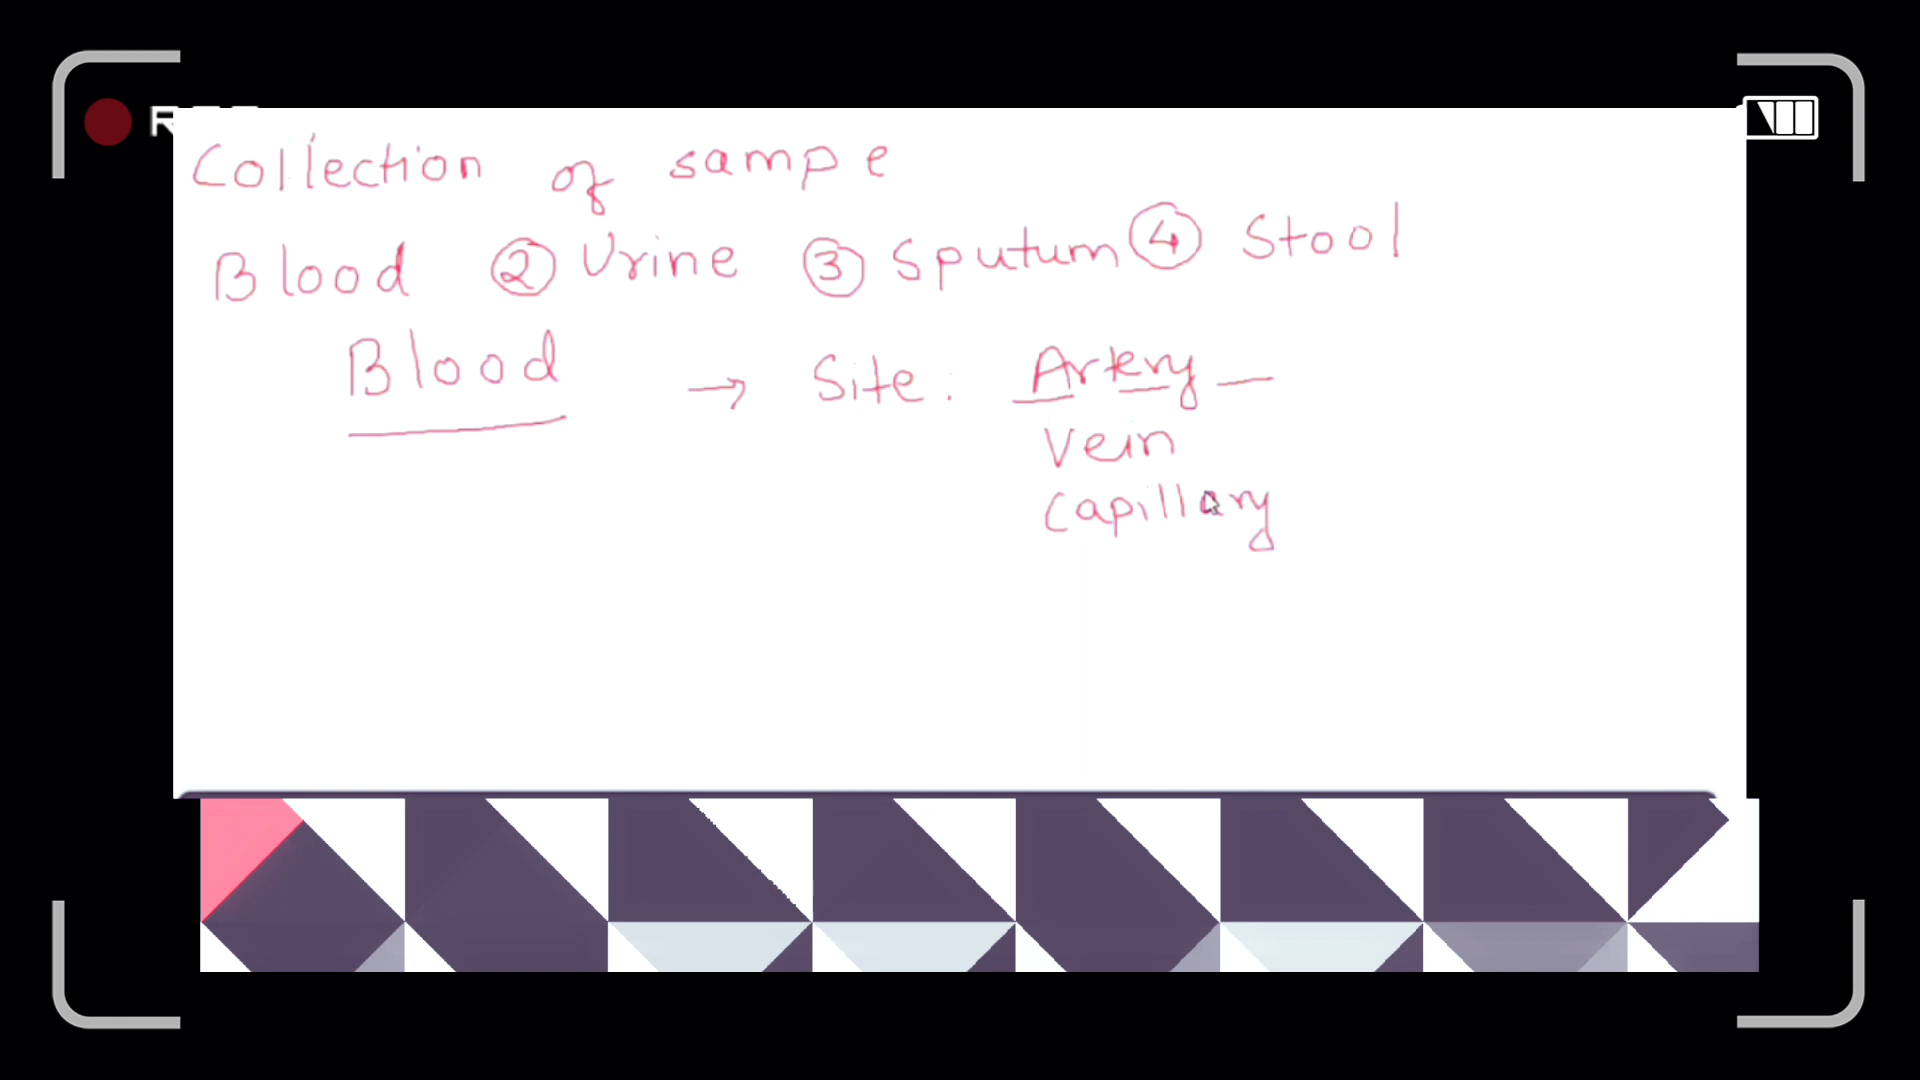 Collection of sampe
Blood ② Urine ③ Sputum ④ Stool
Blood → Site: Artery —
Vein
Capillary